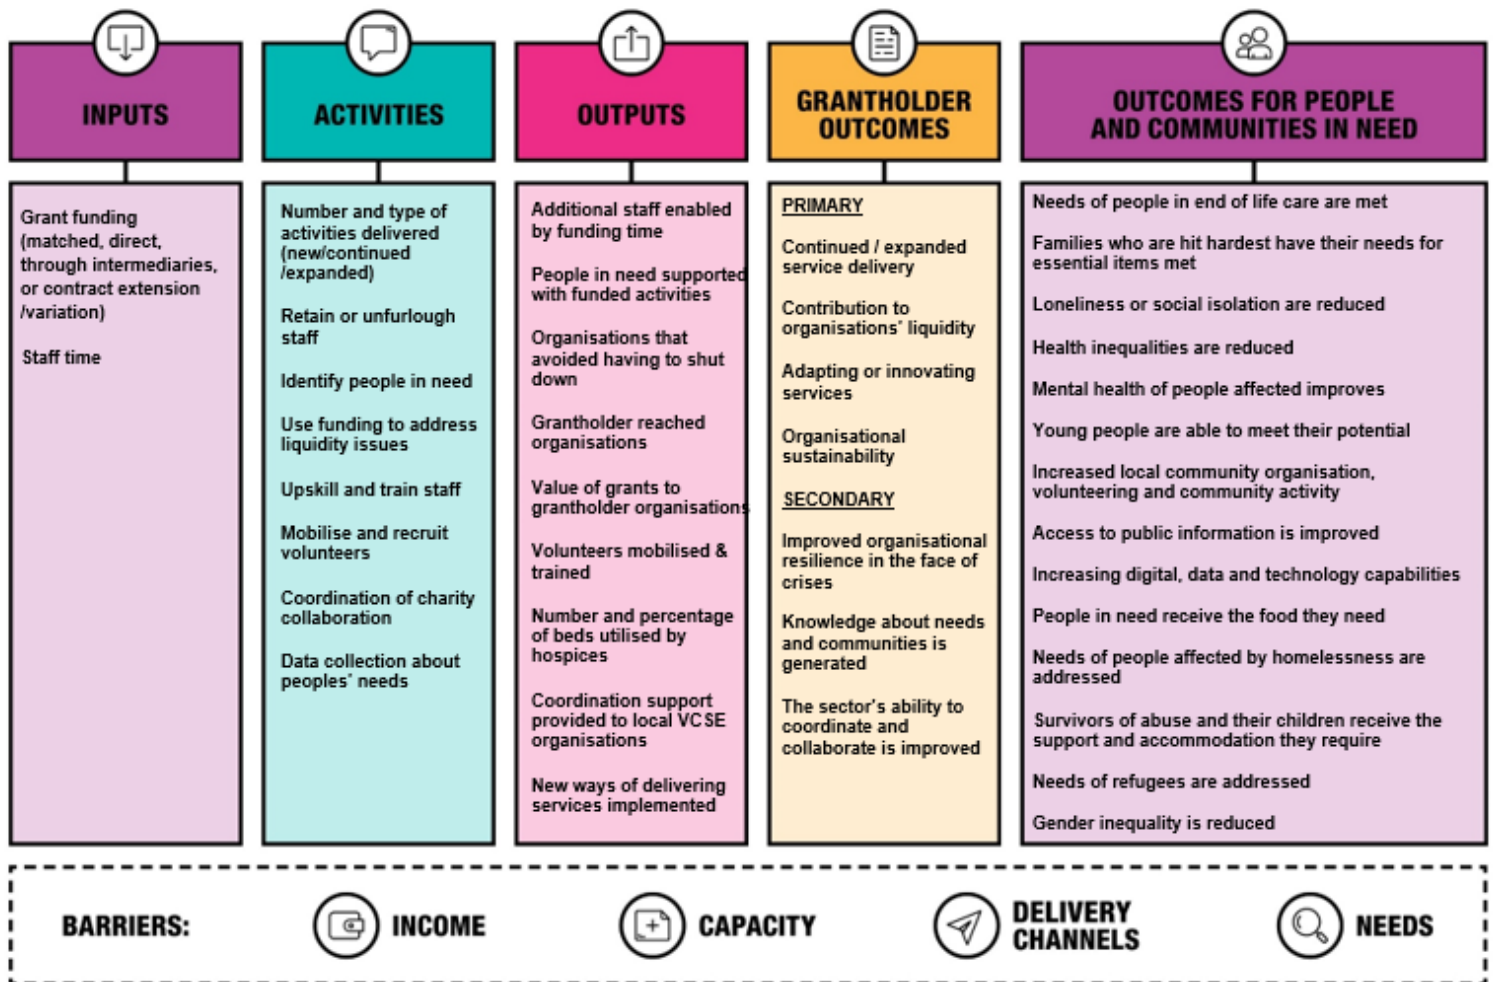 INPUTS
Grant funding
(matched, direct,
through intermediaries,
or contract extension
/variation)
Staff time
ACTIVITIES
Number and type of
activities delivered
(new/continued
/expanded)
Retain or unfurlough
staff
Identify people in need
Use funding to address
liquidity issues
Upskill and train staff
Mobilise and recruit
volunteers
Coordination of charity
collaboration
Data collection about
peoples' needs
OUTPUTS
Additional staff enabled
by funding time
People in need supported
with funded activities
Organisations that
avoided having to shut
down
Grantholder reached
organisations
Value of grants to
grantholder organisations
Volunteers mobilised &
trained
Number and percentage
of beds utilised by
hospices
Coordination support
provided to local VCSE
organisations
New ways of delivering
services implemented
GRANTHOLDER
OUTCOMES
PRIMARY
Continued / expanded
service delivery
Contribution to
organisations' liquidity
Adapting or innovating
services
Organisational
sustainability
SECONDARY
Improved organisational
resilience in the face of
crises
Knowledge about needs
and communities is
generated
The sector's ability to
coordinate and
collaborate is improved
OUTCOMES FOR PEOPLE
AND COMMUNITIES IN NEED
Needs of people in end of life care are met
Families who are hit hardest have their needs for
essential items met
Loneliness or social isolation are reduced
Health inequalities are reduced
Mental health of people affected improves
Young people are able to meet their potential
Increased local community organisation,
volunteering and community activity
Access to public information is improved
Increasing digital, data and technology capabilities
People in need receive the food they need
Needs of people affected by homelessness are
addressed
Survivors of abuse and their children receive the
support and accommodation they require
Needs of refugees are addressed
Gender inequality is reduced
BARRIERS:
INCOME
CAPACITY
DELIVERY
CHANNELS
NEEDS